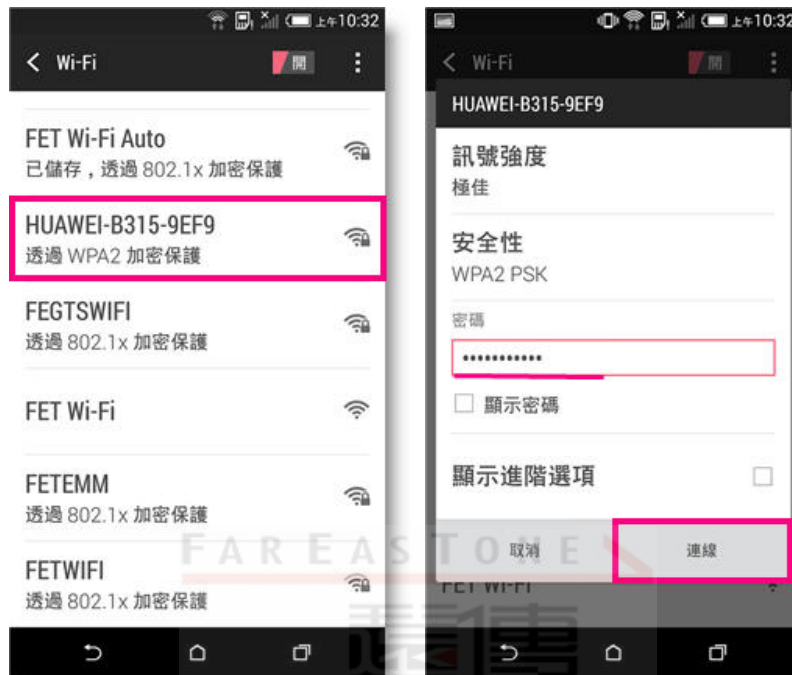 上午10:32
Wi-Fi
開
FET Wi-Fi Auto
已儲存，透過 802.1x 加密保護
HUAWEI-B315-9EF9
透過 WPA2 加密保護
FEGTSWIFI
透過 802.1x 加密保護
FET Wi-Fi
FETEMM
透過 802.1x 加密保護
FETWIFI
透過 802.1x 加密保護
上午10:32
Wi-Fi
開
HUAWEI-B315-9EF9
訊號強度
極佳
安全性
WPA2 PSK
密碼
•••••••••••
顯示密碼
顯示進階選項
取消
連線
FET Wi-Fi
FAREASTONE
遠傳